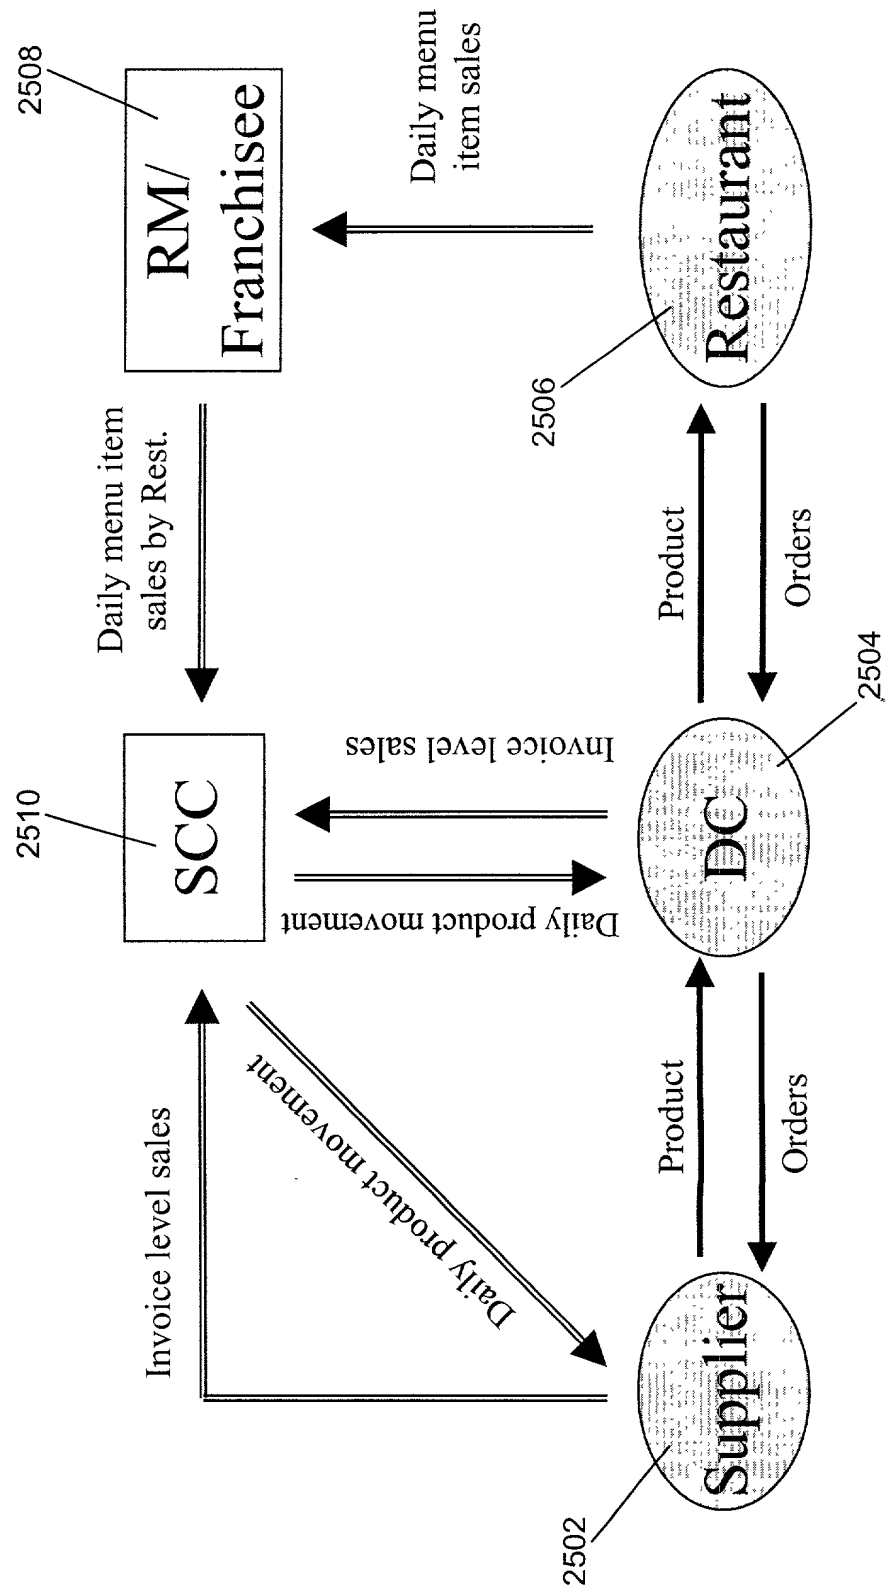 2510
2508
Invoice level sales
Daily menu item
sales by Rest.
SCC
RM/
Franchisee
Daily product movement
Daily product movement
Invoice level sales
Daily menu
item sales
2506
Product
Product
Supplier
DC
Restaurant
Orders
Orders
2502
2504